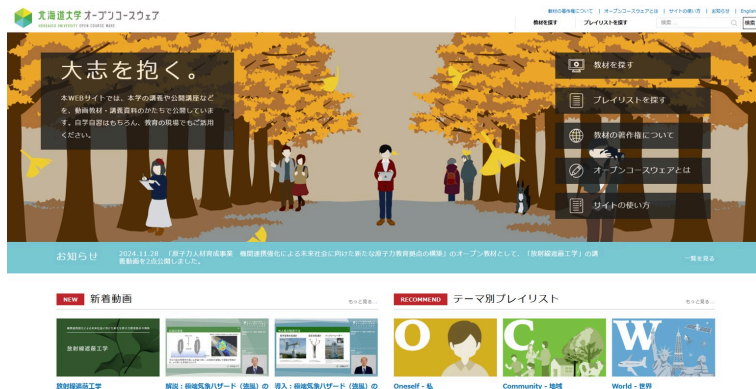 北海道大学 オープンコースウェア
HOKKAIDO UNIVERSITY OPEN COURSE WARE
教材の著作権について | オープンコースウェアとは | サイトの使い方 | お知らせ | English
教材を探す プレイリストを探す 検索 ... 検索
大志を抱く。
本WEBサイトでは、本学の講義や公開講座など
を、動画教材・講義資料のかたちで公開していま
す。自学自習はもちろん、教育の現場でもご活用
ください。
教材を探す
プレイリストを探す
教材の著作権について
オープンコースウェアとは
サイトの使い方
お知らせ
2024.11.28 「原子力人材育成事業 機関連携強化による未来社会に向けた新たな原子力教育拠点の構築」のオープン教材として、「放射線遮蔽工学」の講
義動画を2点公開しました。
一覧を見る
NEW 新着動画 もっと見る...
RECOMMEND テーマ別プレイリスト もっと見る...
放射線遮蔽工学
O C W
放射線遮蔽工学
解説：極端気象ハザード（強風）の
導入：極端気象ハザード（強風）の
Oneself - 私
Community - 地域
World - 世界